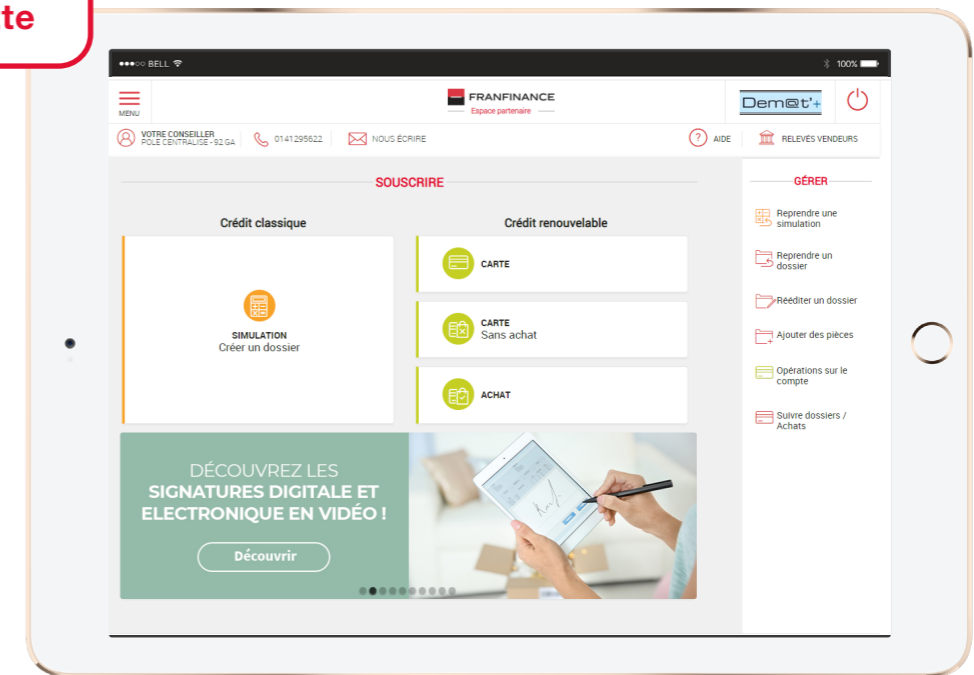 te
BELL
100%
MENU
FRANFINANCE
Espace partenaire
Dem@t'+
VOTRE CONSEILLER
POLE CENTRALISE - 92 GA
0141295622
NOUS ÉCRIRE
AIDE
RELEVÉS VENDEURS
SOUSCRIRE
Crédit classique
Crédit renouvelable
SIMULATION
Créer un dossier
CARTE
CARTE
Sans achat
ACHAT
DÉCOUVREZ LES
SIGNATURES DIGITALE ET
ELECTRONIQUE EN VIDÉO !
Découvrir
GÉRER
Reprendre une
simulation
Reprendre un
dossier
Rééditer un dossier
Ajouter des pièces
Opérations sur le
compte
Suivre dossiers /
Achats